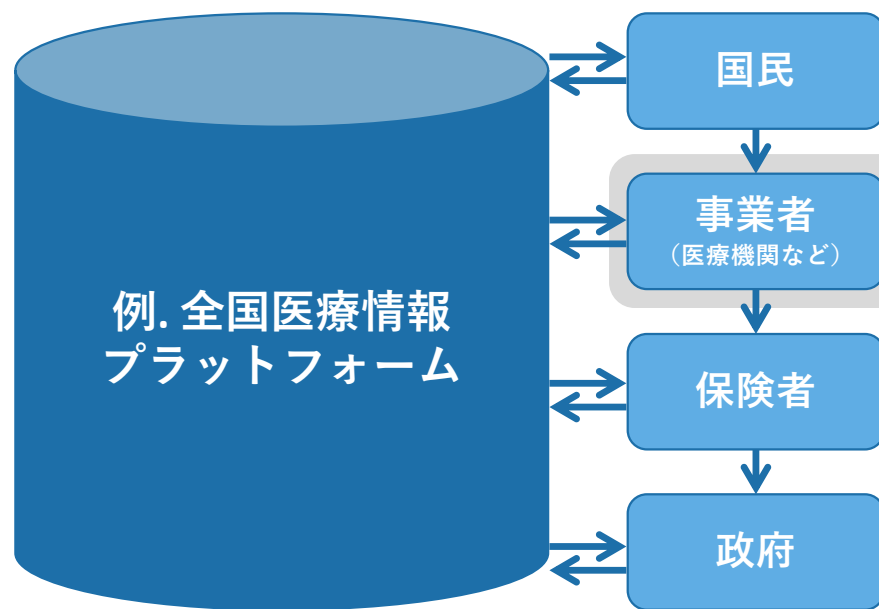 例. 全国医療情報
プラットフォーム
国民
事業者
（医療機関など）
保険者
政府